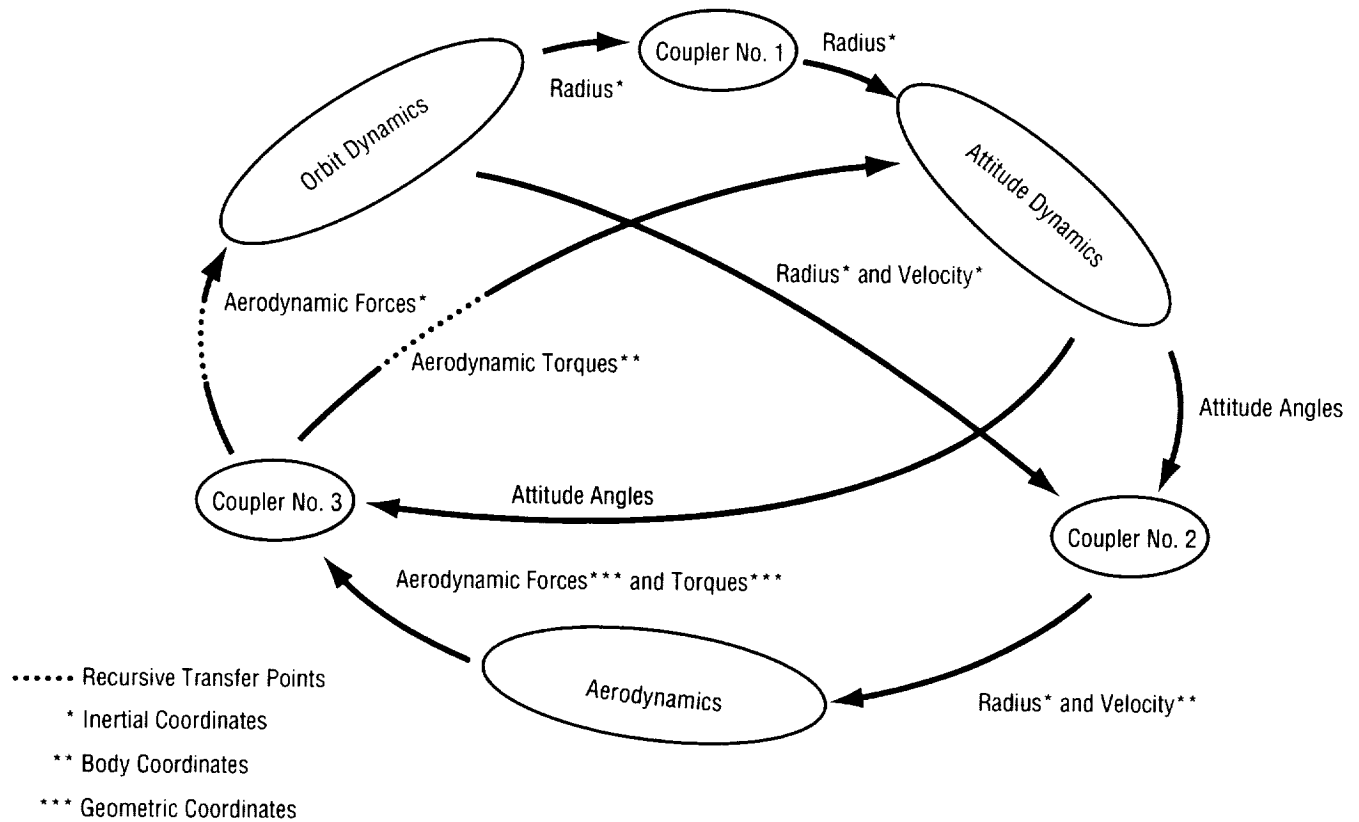 Coupler No. 1
Radius*
Radius*
Orbit Dynamics
Attitude Dynamics
Radius* and Velocity*
Aerodynamic Forces*
Aerodynamic Torques**
Attitude Angles
Attitude Angles
Coupler No. 3
Coupler No. 2
Aerodynamic Forces*** and Torques***
Aerodynamics
Radius* and Velocity**
...... Recursive Transfer Points
* Inertial Coordinates
** Body Coordinates
*** Geometric Coordinates